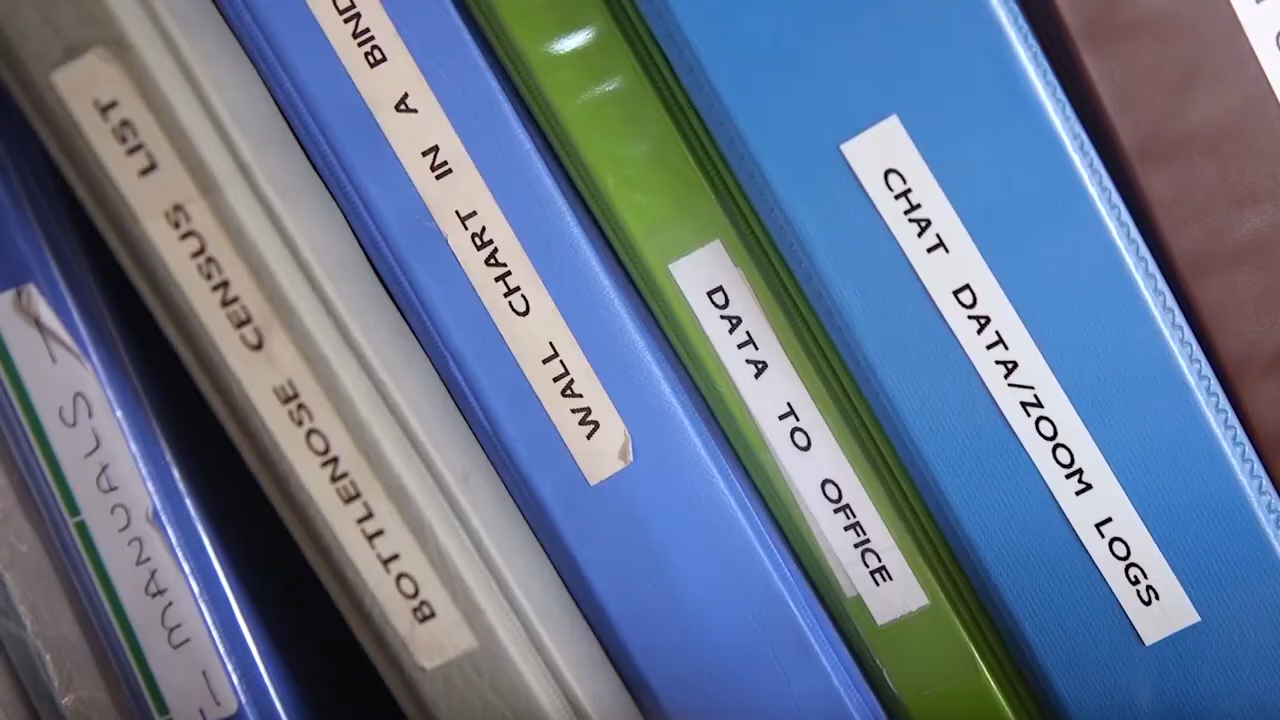 MANUALS
BOTTLENOSE CENSUS LIST
WALL CHART IN A BIND
DATA TO OFFICE
CHAT DATA/ZOOM LOGS